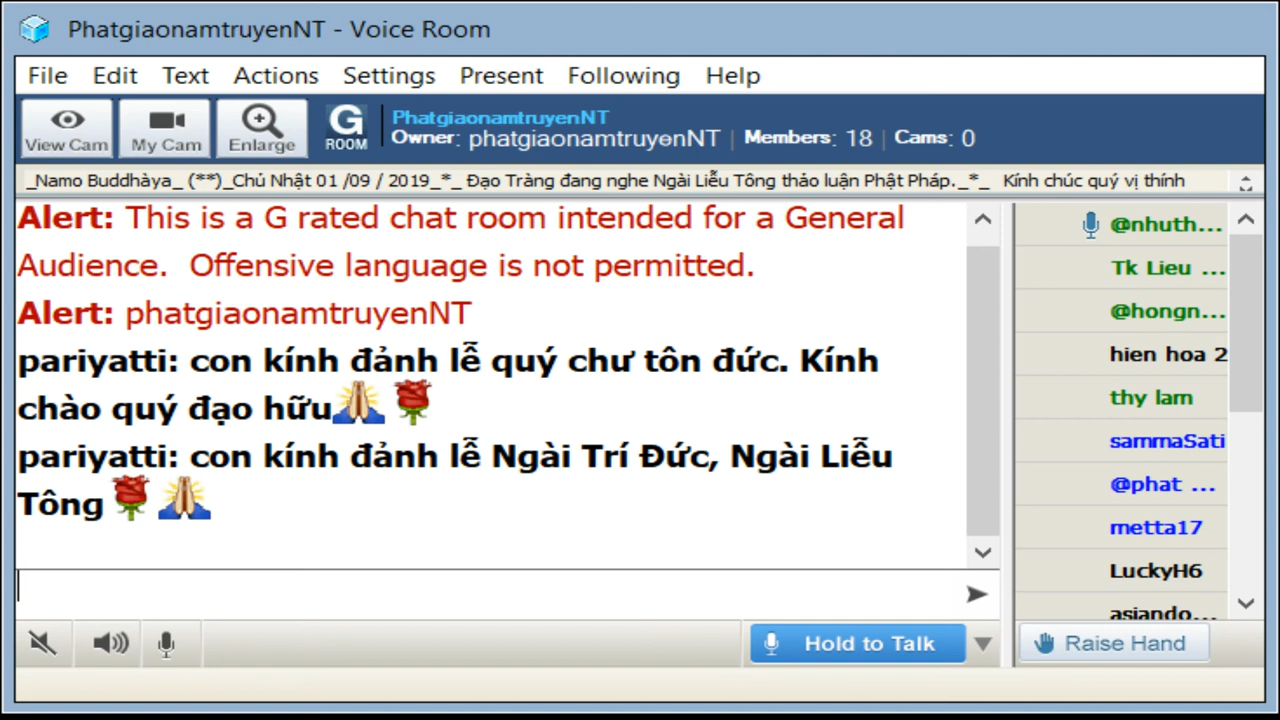 PhatgiaonamtruyenNT - Voice Room
File Edit Text Actions Settings Present Following Help
View Cam My Cam Enlarge G ROOM
PhatgiaonamtruyenNT
Owner: phatgiaonamtruyenNT | Members: 18 | Cams: 0
_Namo Buddhàya_ (**)_Chủ Nhật 01 /09 / 2019_*_ Đạo Tràng đang nghe Ngài Liễu Tông thảo luận Phật Pháp._*_ Kính chúc quý vị thính
Alert: This is a G rated chat room intended for a General
Audience. Offensive language is not permitted.
Alert: phatgiaonamtruyenNT
pariyatti: con kính đảnh lễ quý chư tôn đức. Kính
chào quý đạo hữu
pariyatti: con kính đảnh lễ Ngài Trí Đức, Ngài Liễu
Tông
@nhuth...
Tk Lieu ...
@hongn...
hien hoa 2
thy lam
sammaSati
@phat ...
metta17
LuckyH6
asiando...
Hold to Talk
Raise Hand